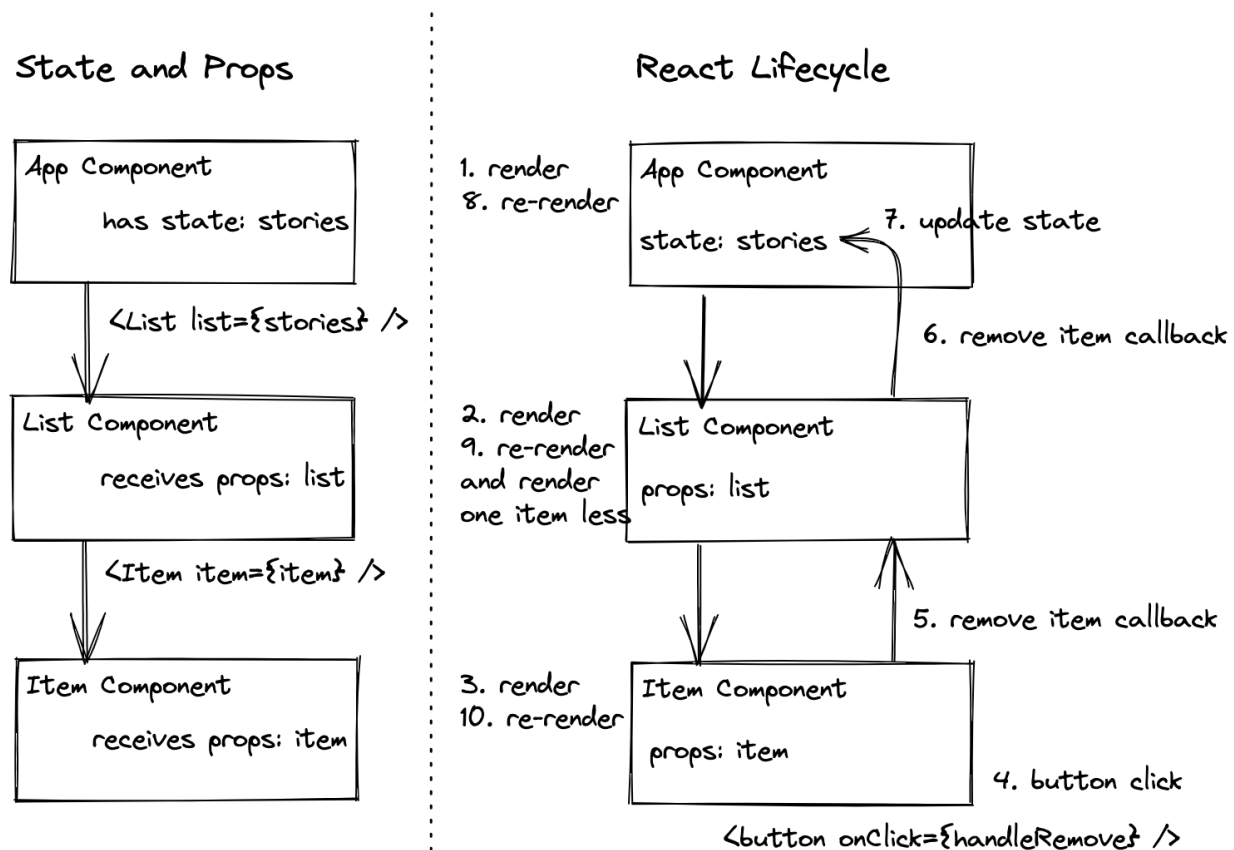 State and Props
App Component
has state: stories
<List list={stories} />
List Component
receives props: list
<Item item={item} />
Item Component
receives props: item
React Lifecycle
1. render
8. re-render
App Component
7. update state
state: stories
6. remove item callback
2. render
9. re-render
and render
one item less
List Component
props: list
5. remove item callback
3. render
10. re-render
Item Component
props: item
4. button click
<button onClick={handleRemove} />